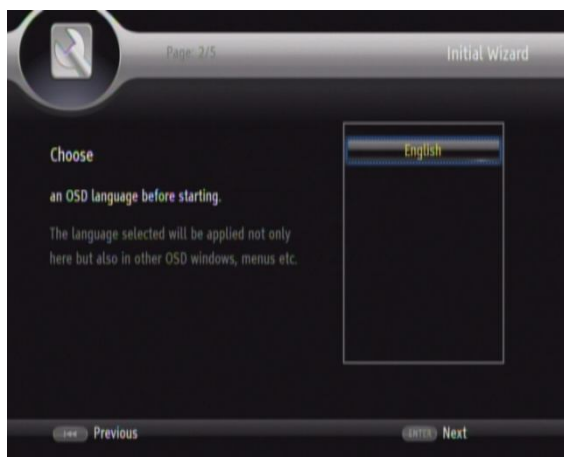 Page: 2/5
Initial Wizard
Choose
English
an OSD language before starting.
The language selected will be applied not only
here but also in other OSD windows, menus etc.
Previous
ENTER Next